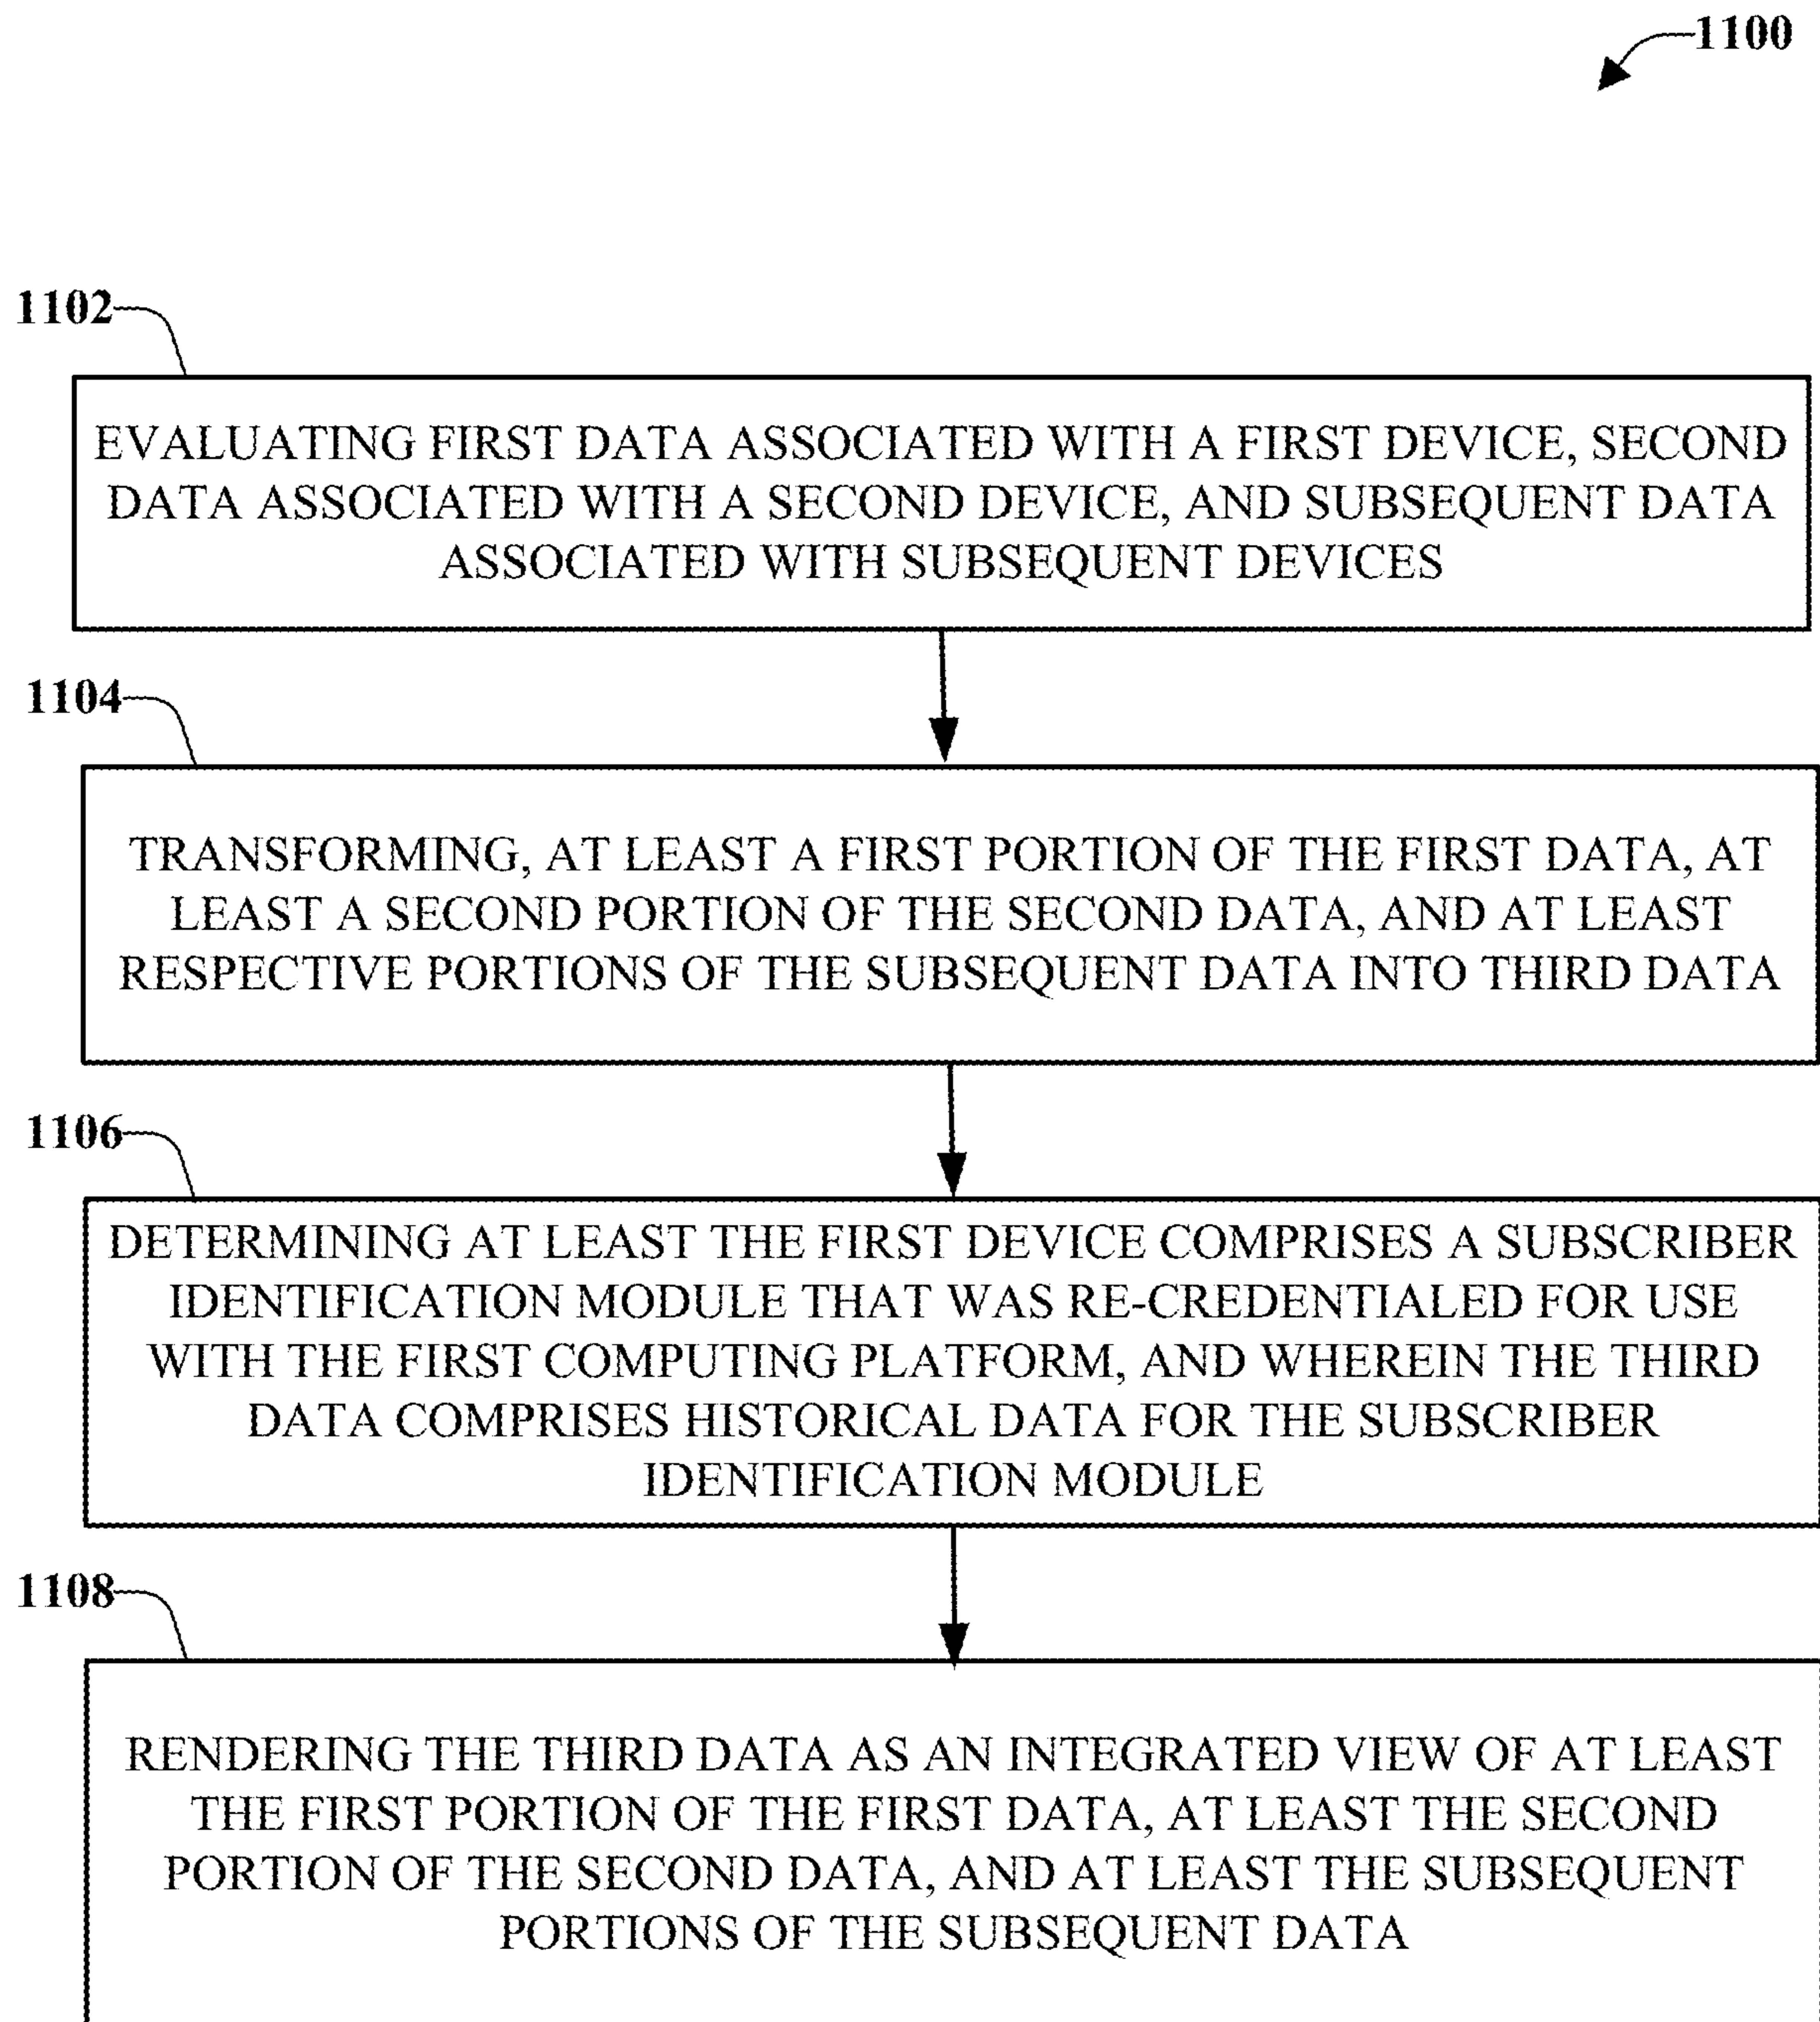 1100
1102
EVALUATING FIRST DATA ASSOCIATED WITH A FIRST DEVICE, SECOND
DATA ASSOCIATED WITH A SECOND DEVICE, AND SUBSEQUENT DATA
ASSOCIATED WITH SUBSEQUENT DEVICES
1104
TRANSFORMING, AT LEAST A FIRST PORTION OF THE FIRST DATA, AT
LEAST A SECOND PORTION OF THE SECOND DATA, AND AT LEAST
RESPECTIVE PORTIONS OF THE SUBSEQUENT DATA INTO THIRD DATA
1106
DETERMINING AT LEAST THE FIRST DEVICE COMPRISES A SUBSCRIBER
IDENTIFICATION MODULE THAT WAS RE-CREDENTIALED FOR USE
WITH THE FIRST COMPUTING PLATFORM, AND WHEREIN THE THIRD
DATA COMPRISES HISTORICAL DATA FOR THE SUBSCRIBER
IDENTIFICATION MODULE
1108
RENDERING THE THIRD DATA AS AN INTEGRATED VIEW OF AT LEAST
THE FIRST PORTION OF THE FIRST DATA, AT LEAST THE SECOND
PORTION OF THE SECOND DATA, AND AT LEAST THE SUBSEQUENT
PORTIONS OF THE SUBSEQUENT DATA